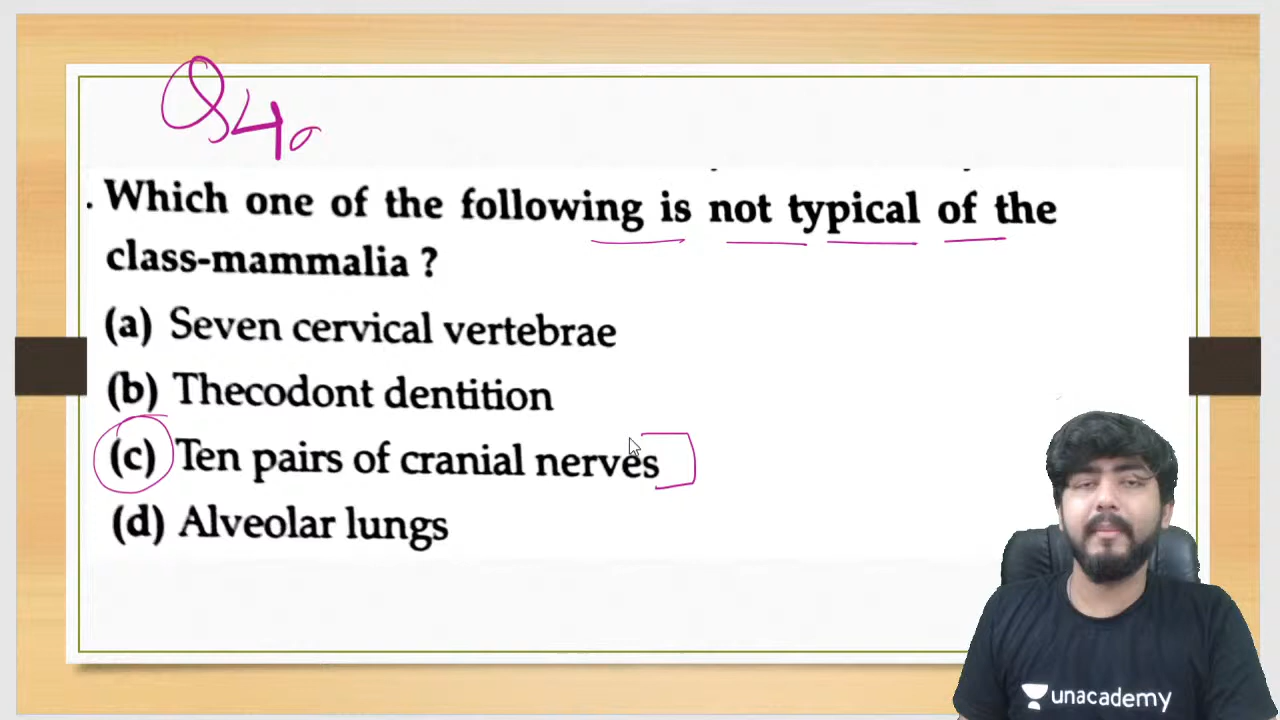 Q4.
. Which one of the following is not typical of the
class-mammalia ?
(a) Seven cervical vertebrae
(b) Thecodont dentition
(c) Ten pairs of cranial nerves
(d) Alveolar lungs
unacademy